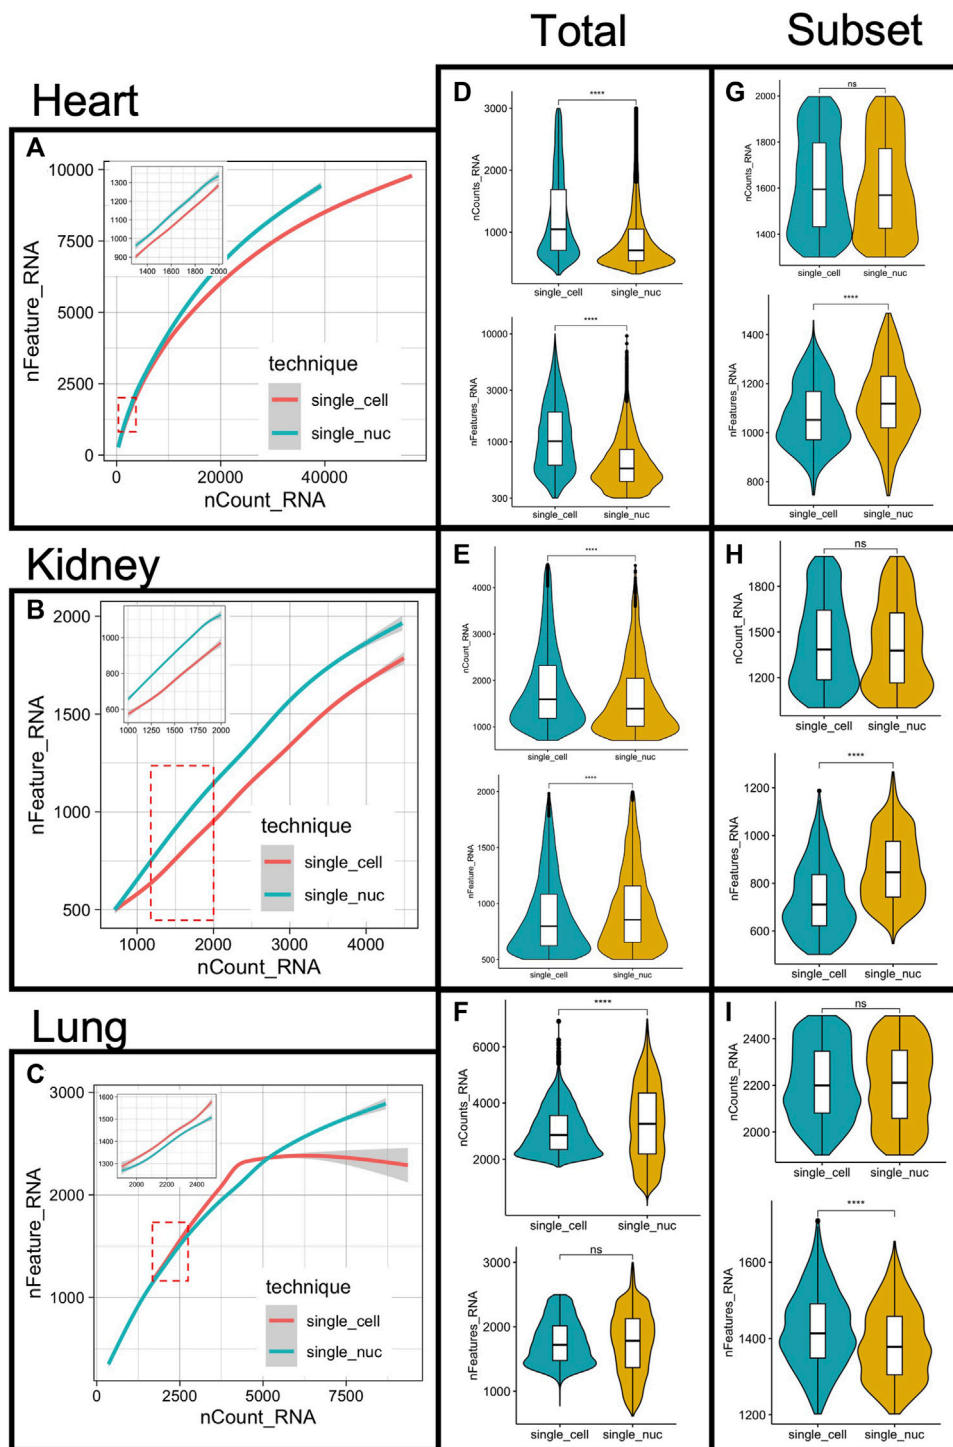 Total
Subset
Heart
A
10000
7500
5000
2500
0
nFeature_RNA
1300
1200
1100
1000
900
1400 1600 1800 2000
technique
single_cell
single_nuc
0 20000 40000
nCount_RNA
D
3000
2000
1000
nCounts_RNA
****
single_cell single_nuc
10000
3000
1000
300
nFeatures_RNA
****
single_cell single_nuc
G
2000
1800
1600
1400
nCounts_RNA
ns
single_cell single_nuc
1400
1200
1000
800
nFeatures_RNA
****
single_cell single_nuc
Kidney
B
2000
1500
1000
500
nFeature_RNA
1000
800
600
1000 1250 1500 1750 2000
technique
single_cell
single_nuc
1000 2000 3000 4000
nCount_RNA
E
4000
3000
2000
1000
nCount_RNA
****
single_cell single_nuc
2000
1500
1000
500
nFeature_RNA
****
single_cell single_nuc
H
1800
1500
1200
nCount_RNA
ns
single_cell single_nuc
1200
1000
800
600
nFeatures_RNA
****
single_cell single_nuc
Lung
C
3000
2000
1000
nFeature_RNA
1600
1500
1400
1300
2000 2200 2400
technique
single_cell
single_nuc
0 2500 5000 7500
nCount_RNA
F
6000
4000
2000
nCounts_RNA
****
single_cell single_nuc
3000
2000
1000
nFeatures_RNA
ns
single_cell single_nuc
I
2400
2200
2000
nCounts_RNA
ns
single_cell single_nuc
1600
1400
1200
nFeatures_RNA
****
single_cell single_nuc